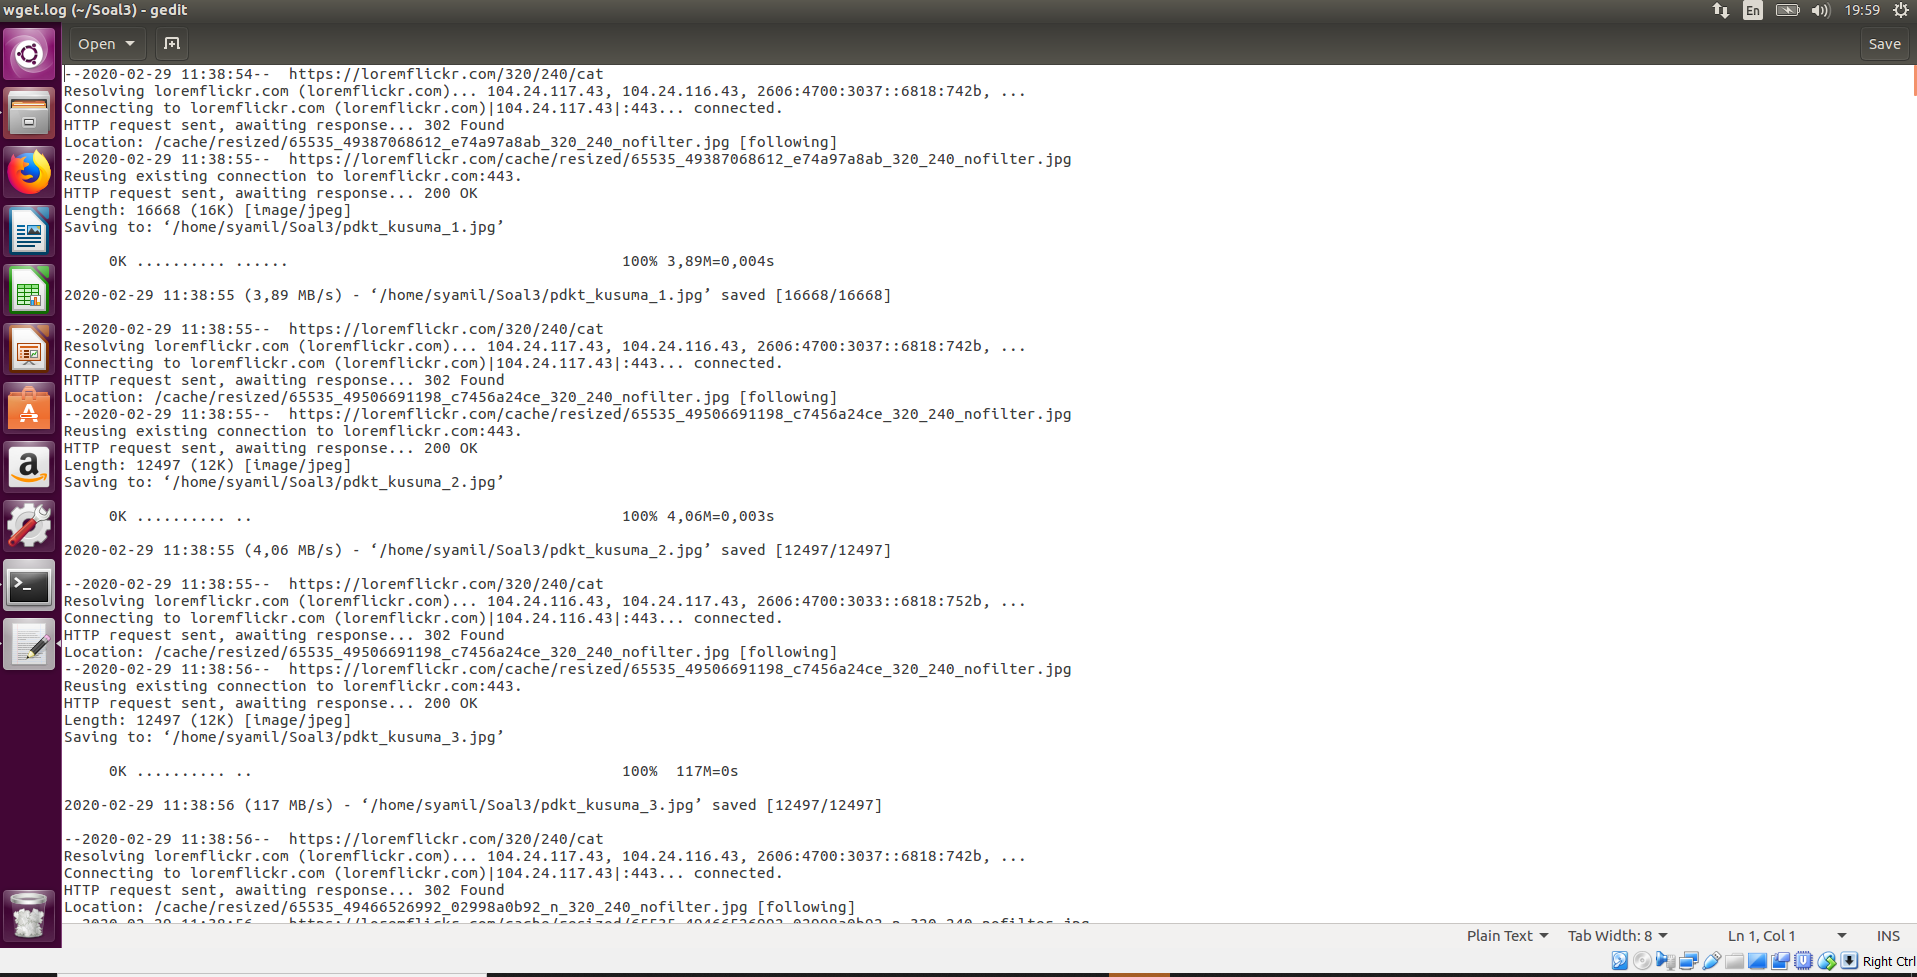 wget.log (~/Soal3) - gedit
En
19:59
Open
Save
--2020-02-29 11:38:54--  https://loremflickr.com/320/240/cat
Resolving loremflickr.com (loremflickr.com)... 104.24.117.43, 104.24.116.43, 2606:4700:3037::6818:742b, ...
Connecting to loremflickr.com (loremflickr.com)|104.24.117.43|:443... connected.
HTTP request sent, awaiting response... 302 Found
Location: /cache/resized/65535_49387068612_e74a97a8ab_320_240_nofilter.jpg [following]
--2020-02-29 11:38:55--  https://loremflickr.com/cache/resized/65535_49387068612_e74a97a8ab_320_240_nofilter.jpg
Reusing existing connection to loremflickr.com:443.
HTTP request sent, awaiting response... 200 OK
Length: 16668 (16K) [image/jpeg]
Saving to: ‘/home/syamil/Soal3/pdkt_kusuma_1.jpg’
0K .......... ...... 100% 3,89M=0,004s
2020-02-29 11:38:55 (3,89 MB/s) - ‘/home/syamil/Soal3/pdkt_kusuma_1.jpg’ saved [16668/16668]
--2020-02-29 11:38:55--  https://loremflickr.com/320/240/cat
Resolving loremflickr.com (loremflickr.com)... 104.24.117.43, 104.24.116.43, 2606:4700:3037::6818:742b, ...
Connecting to loremflickr.com (loremflickr.com)|104.24.117.43|:443... connected.
HTTP request sent, awaiting response... 302 Found
Location: /cache/resized/65535_49506691198_c7456a24ce_320_240_nofilter.jpg [following]
--2020-02-29 11:38:55--  https://loremflickr.com/cache/resized/65535_49506691198_c7456a24ce_320_240_nofilter.jpg
Reusing existing connection to loremflickr.com:443.
HTTP request sent, awaiting response... 200 OK
Length: 12497 (12K) [image/jpeg]
Saving to: ‘/home/syamil/Soal3/pdkt_kusuma_2.jpg’
0K .......... .. 100% 4,06M=0,003s
2020-02-29 11:38:55 (4,06 MB/s) - ‘/home/syamil/Soal3/pdkt_kusuma_2.jpg’ saved [12497/12497]
--2020-02-29 11:38:55--  https://loremflickr.com/320/240/cat
Resolving loremflickr.com (loremflickr.com)... 104.24.116.43, 104.24.117.43, 2606:4700:3033::6818:752b, ...
Connecting to loremflickr.com (loremflickr.com)|104.24.116.43|:443... connected.
HTTP request sent, awaiting response... 302 Found
Location: /cache/resized/65535_49506691198_c7456a24ce_320_240_nofilter.jpg [following]
--2020-02-29 11:38:56--  https://loremflickr.com/cache/resized/65535_49506691198_c7456a24ce_320_240_nofilter.jpg
Reusing existing connection to loremflickr.com:443.
HTTP request sent, awaiting response... 200 OK
Length: 12497 (12K) [image/jpeg]
Saving to: ‘/home/syamil/Soal3/pdkt_kusuma_3.jpg’
0K .......... .. 100%  117M=0s
2020-02-29 11:38:56 (117 MB/s) - ‘/home/syamil/Soal3/pdkt_kusuma_3.jpg’ saved [12497/12497]
--2020-02-29 11:38:56--  https://loremflickr.com/320/240/cat
Resolving loremflickr.com (loremflickr.com)... 104.24.117.43, 104.24.116.43, 2606:4700:3037::6818:742b, ...
Connecting to loremflickr.com (loremflickr.com)|104.24.117.43|:443... connected.
HTTP request sent, awaiting response... 302 Found
Location: /cache/resized/65535_49466526992_02998a0b92_n_320_240_nofilter.jpg [following]
--2020-02-29 11:38:56--  https://loremflickr.com/cache/resized/65535_49466526992_02998a0b92_n_320_240_nofilter.jpg
Plain Text
Tab Width: 8
Ln 1, Col 1
INS
Right Ctrl